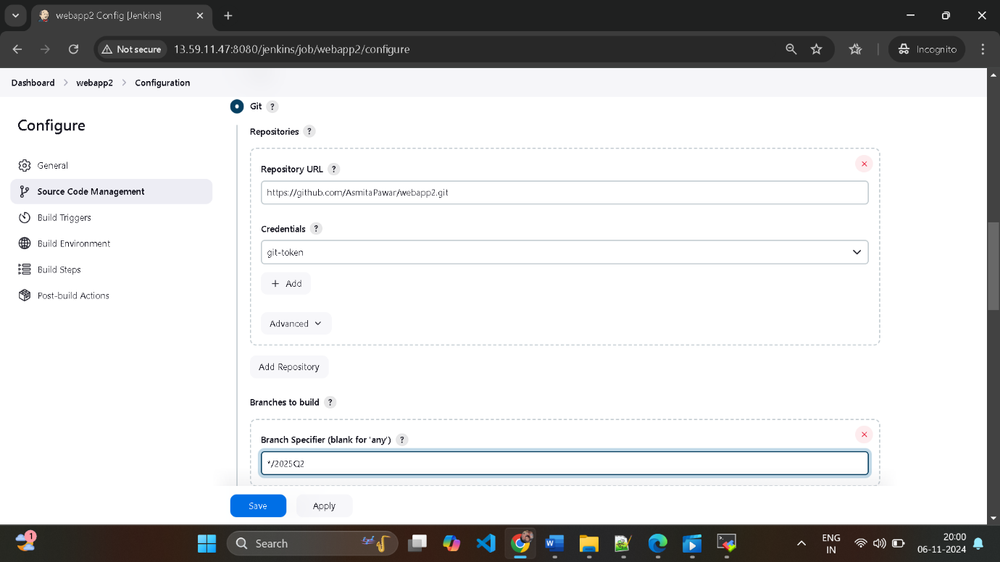 webapp2 Config [Jenkins]
Not secure
13.59.11.47:8080/jenkins/job/webapp2/configure
Incognito
Dashboard > webapp2 > Configuration
Configure
General
Source Code Management
Build Triggers
Build Environment
Build Steps
Post-build Actions
Git ?
Repositories ?
Repository URL ?
https://github.com/AsmitaPawar/webapp2.git
Credentials ?
git-token
+ Add
Advanced
Add Repository
Branches to build ?
Branch Specifier (blank for 'any') ?
*/2025Q2
Save
Apply
1
Search
ENG
IN
20:00
06-11-2024